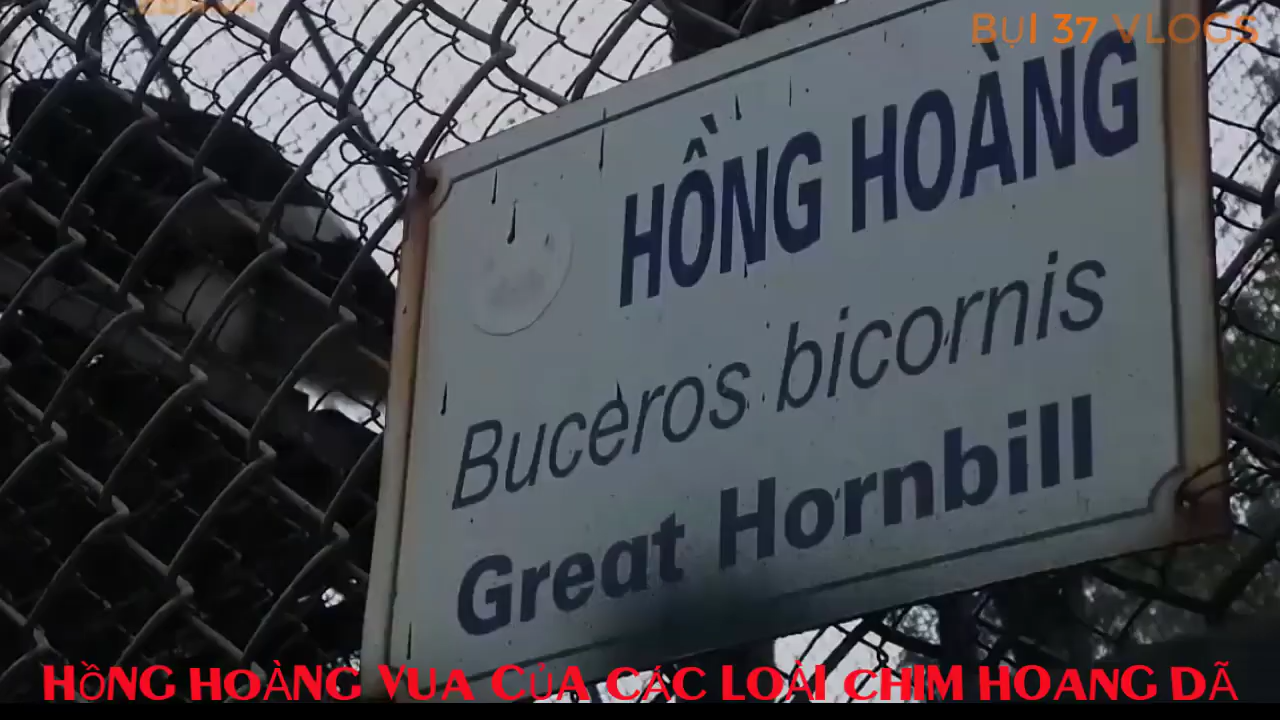 BỤI 37 VLOGS
HỒNG HOÀNG
Buceros bicornis
Great Hornbill
HỒNG HOÀNG VUA CỦA CÁC LOÀI CHIM HOANG DÃ